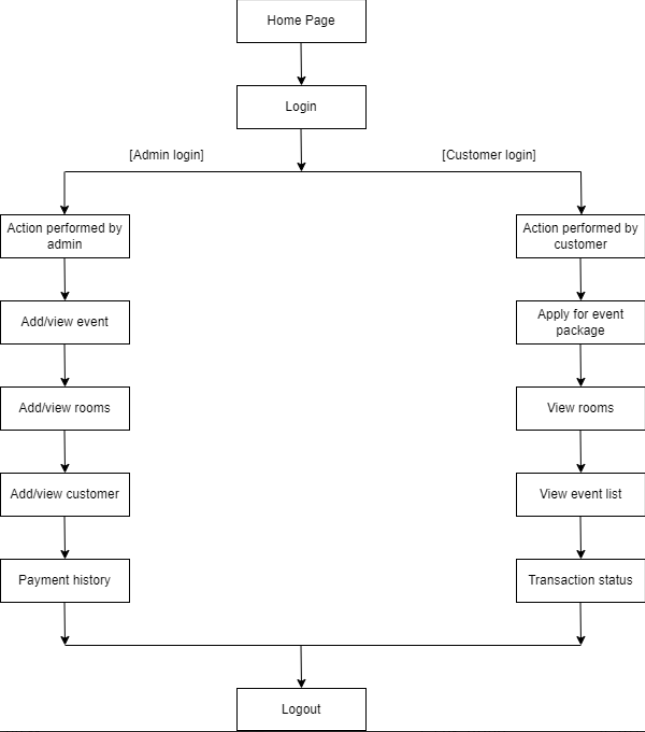 Home Page
Login
[Admin login]
[Customer login]
Action performed by
admin
Action performed by
customer
Add/view event
Apply for event
package
Add/view rooms
View rooms
Add/view customer
View event list
Payment history
Transaction status
Logout